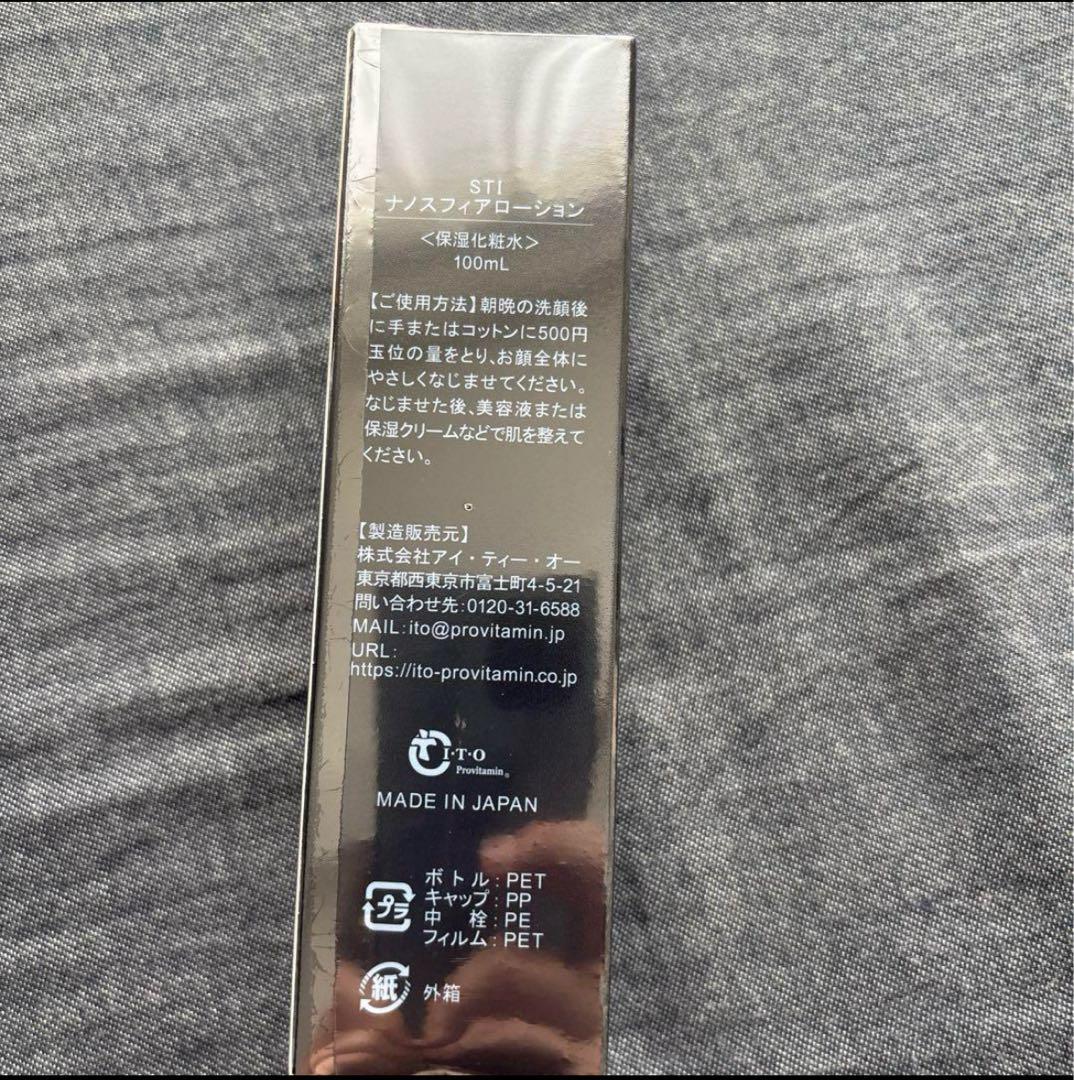 STI
ナノスフィアローション
<保湿化粧水>
100mL
【ご使用方法】朝晩の洗顔後
に手またはコットンに500円
玉位の量をとり、お顔全体に
やさしくなじませてください。
なじませた後、美容液または
保湿クリームなどで肌を整えて
ください。
【製造販売元】
株式会社アイ・ティー・オー
東京都西東京市富士町4-5-21
問い合わせ先:0120-31-6588
MAIL:ito@provitamin.jp
URL:
https://ito-provitamin.co.jp
I·T·O
Provitamin®
MADE IN JAPAN
プラ
ボトル:PET
キャップ:PP
中 栓:PE
フィルム:PET
紙
外箱